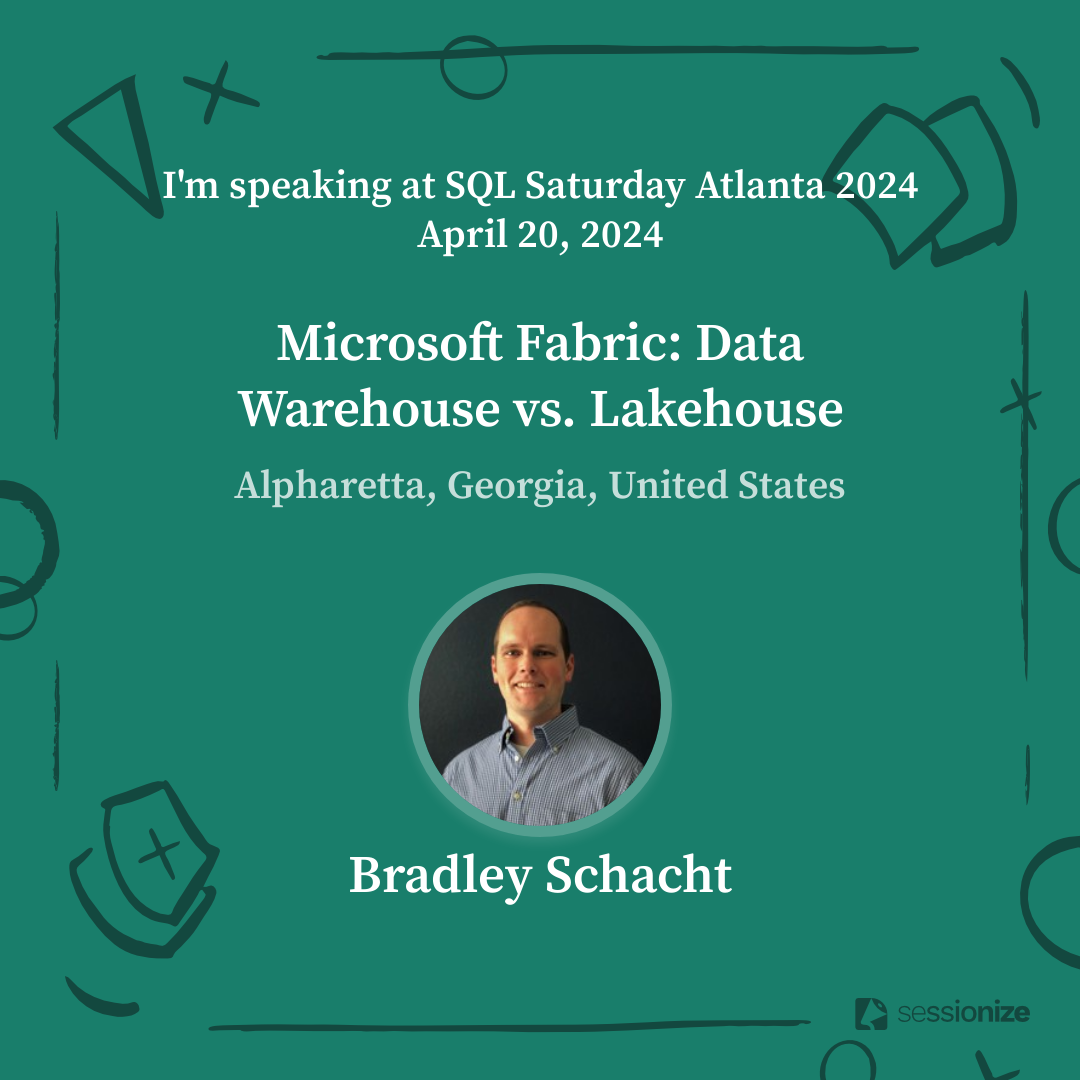 I'm speaking at SQL Saturday Atlanta 2024
April 20, 2024
Microsoft Fabric: Data
Warehouse vs. Lakehouse
Alpharetta, Georgia, United States
Bradley Schacht
sessionize